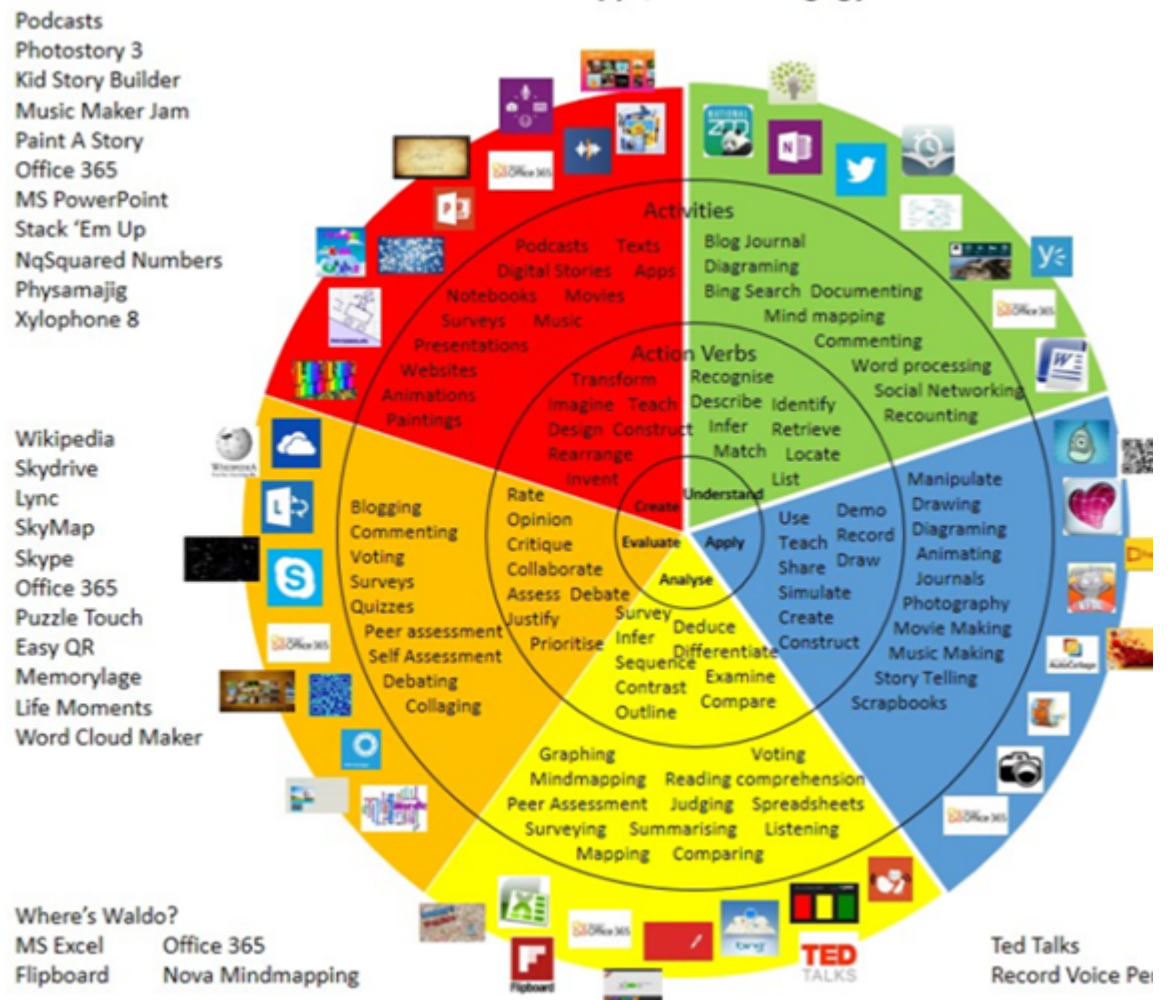 Podcasts
Photostory 3
Kid Story Builder
Music Maker Jam
Paint A Story
Office 365
MS PowerPoint
Stack ‘Em Up
NqSquared Numbers
Physamajig
Xylophone 8
Wikipedia
Skydrive
Lync
SkyMap
Skype
Office 365
Puzzle Touch
Easy QR
Memorylage
Life Moments
Word Cloud Maker
Where’s Waldo?
MS Excel Office 365
Flipboard Nova Mindmapping
Ted Talks
Record Voice Pe
Activities
Podcasts Texts
Digital Stories Apps
Notebooks Movies
Surveys Music
Presentations
Websites
Animations
Paintings
Blog Journal
Diagraming
Bing Search Documenting
Mind mapping
Commenting
Word processing
Social Networking
Recounting
Action Verbs
Transform
Imagine Teach
Design Construct
Rearrange
Invent
Create
Recognise
Describe Identify
Infer Retrieve
Match Locate
List
Understand
Blogging
Commenting
Voting
Surveys
Quizzes
Peer assessment
Self Assessment
Debating
Collaging
Rate
Opinion
Critique
Collaborate
Assess Debate
Justify
Prioritise
Evaluate
Apply
Use Demo
Teach Record
Share Draw
Simulate
Create
Construct
Manipulate
Drawing
Diagraming
Animating
Journals
Photography
Movie Making
Music Making
Story Telling
Scrapbooks
Analyse
Survey Deduce
Infer Differentiate
Sequence Examine
Contrast Compare
Outline
Graphing Voting
Mindmapping Reading comprehension
Peer Assessment Judging Spreadsheets
Surveying Summarising Listening
Mapping Comparing
Office 365
NATIONAL
ZOO
Office 365
WIKIPEDIA
Office 365
AutoCollage
Office 365
Office 365
Flipboard
bing
TED
TALKS